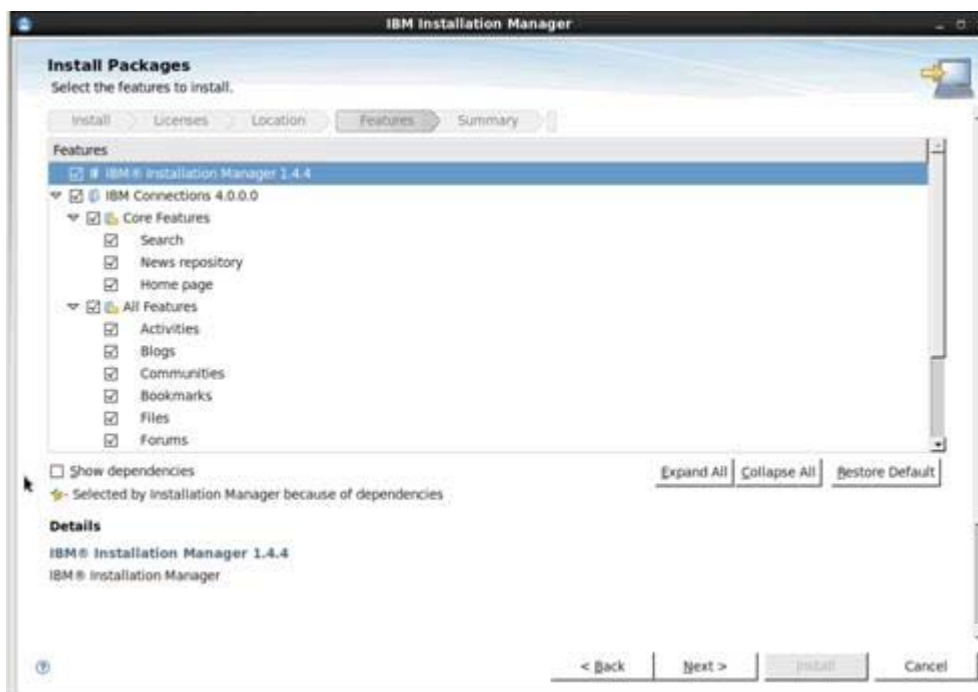 IBM Installation Manager
Install Packages
Select the features to install.
Install Licenses Location Features Summary
Features
IBM® Installation Manager 1.4.4
IBM Connections 4.0.0.0
Core Features
Search
News repository
Home page
All Features
Activities
Blogs
Communities
Bookmarks
Files
Forums
Show dependencies
Expand All Collapse All Restore Default
- Selected by Installation Manager because of dependencies
Details
IBM® Installation Manager 1.4.4
IBM® Installation Manager
< Back Next > Install Cancel